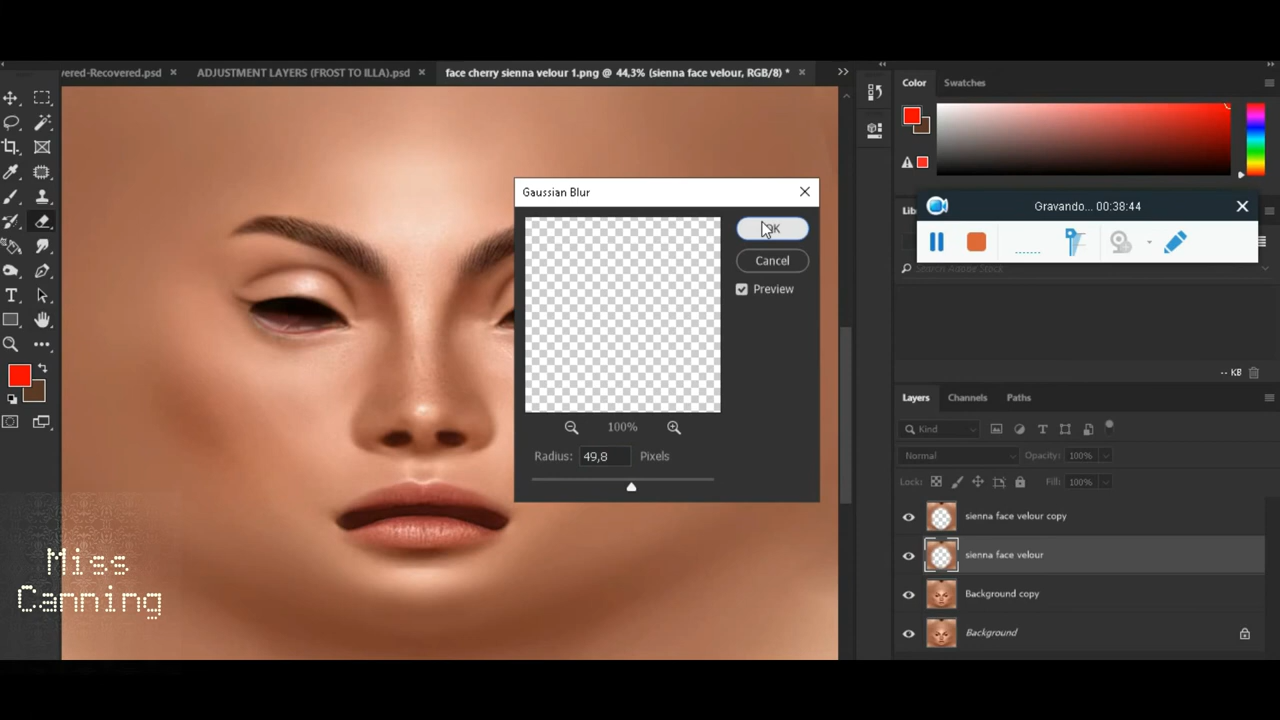 vered-Recovered.psd
ADJUSTMENT LAYERS (FROST TO ILLA).psd
face cherry sienna velour 1.png @ 44,3% (sienna face velour, RGB/8) *
Color
Swatches
Gaussian Blur
OK
Cancel
Preview
100%
Radius: 49,8 Pixels
Gravando... 00:38:44
Lib
Search Adobe Stock
-- KB
Layers
Channels
Paths
Kind
Normal
Opacity: 100%
Lock:
Fill: 100%
sienna face velour copy
sienna face velour
Background copy
Background
Miss
Canning